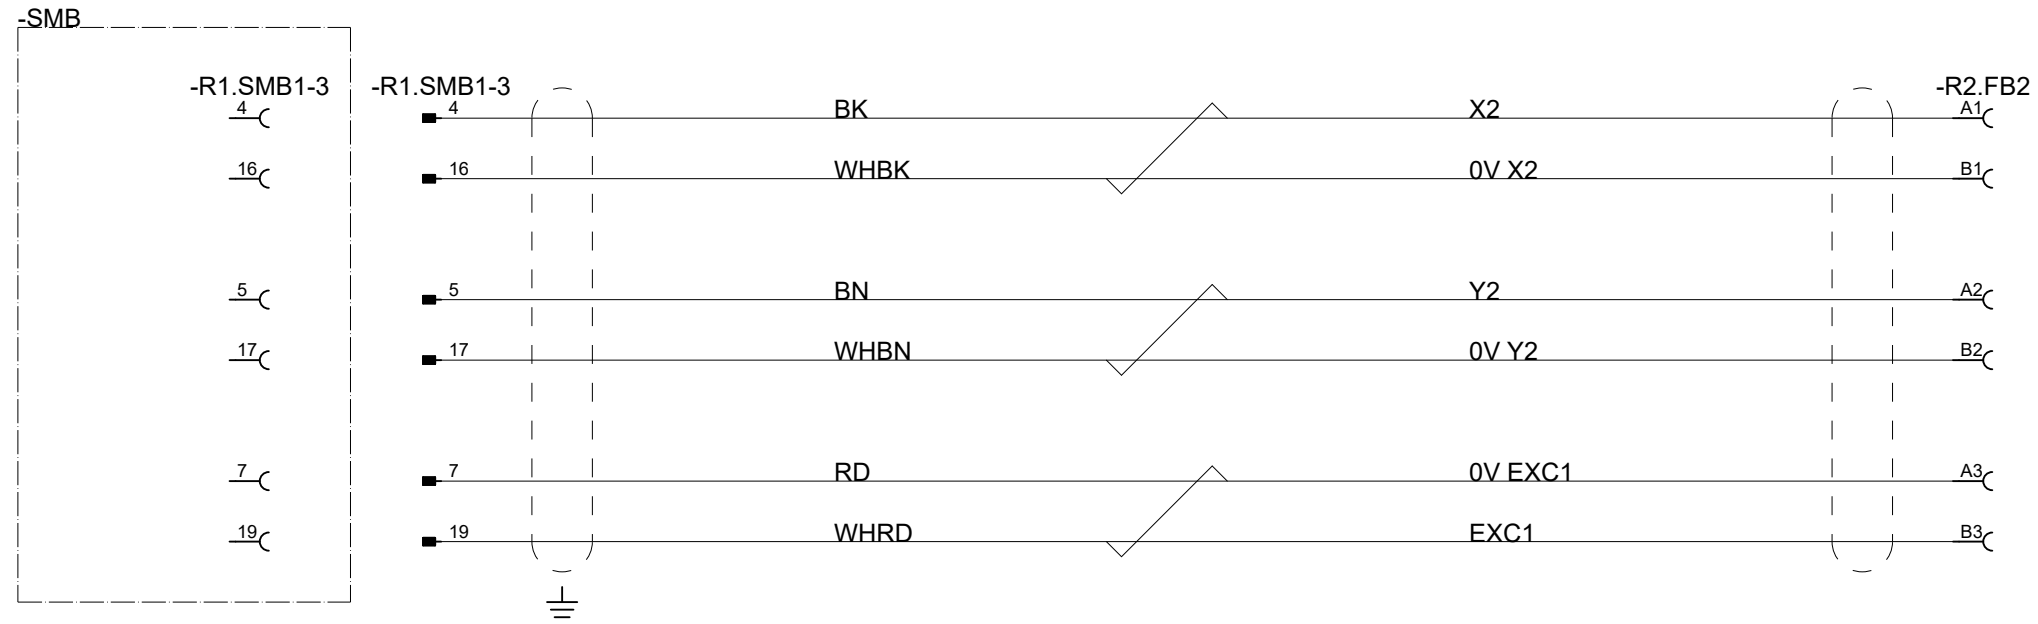 -SMB
-R1.SMB1-3 -R1.SMB1-3 -R2.FB2
4 4 BK X2 A1
16 16 WHBK 0V X2 B1
5 5 BN Y2 A2
17 17 WHBN 0V Y2 B2
7 7 RD 0V EXC1 A3
19 19 WHRD EXC1 B3